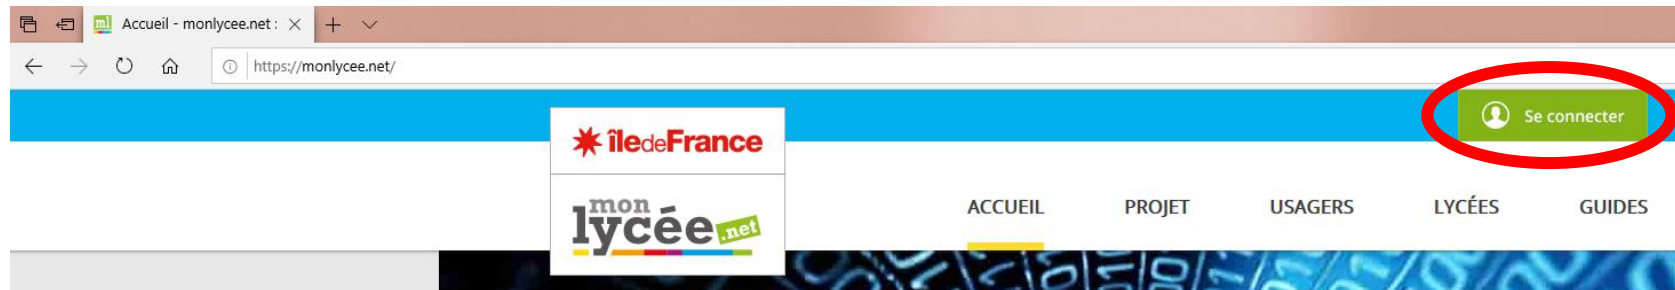 Accueil - monlycee.net :
https://monlycee.net/
Se connecter
îledeFrance
mon
lycée.net
ACCUEIL PROJET USAGERS LYCÉES GUIDES